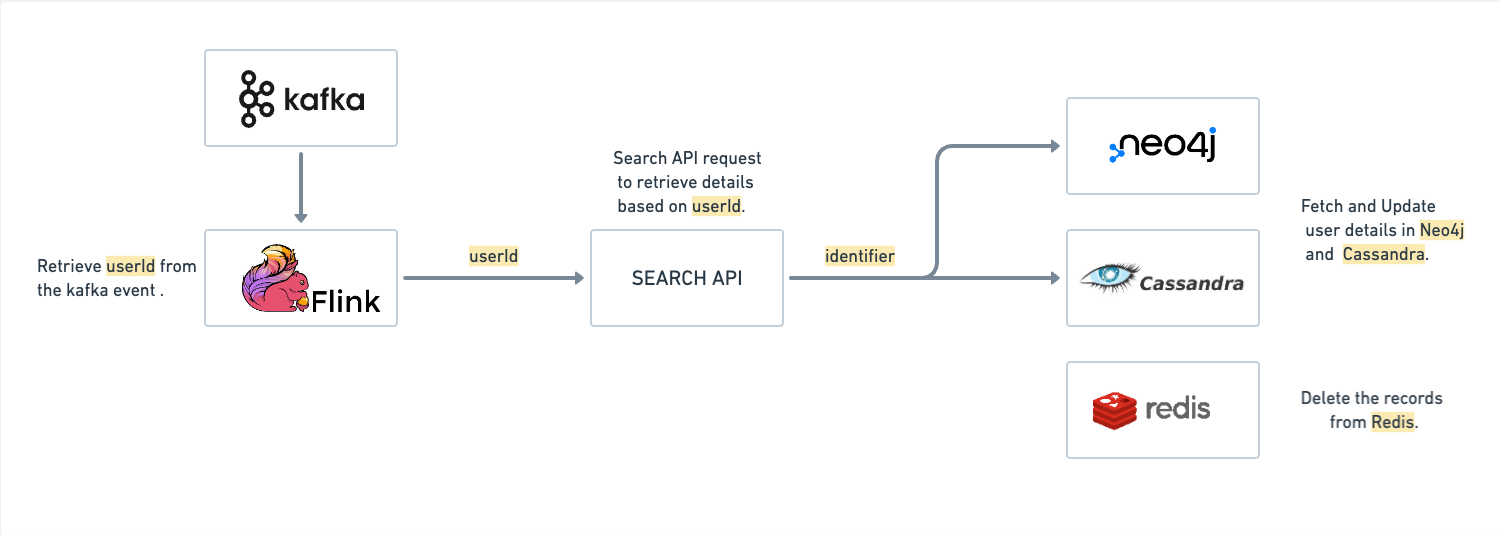 kafka
Retrieve userId from
the kafka event .
Flink
userId
Search API request
to retrieve details
based on userId.
SEARCH API
identifier
neo4j
Cassandra
Fetch and Update
user details in Neo4j
and Cassandra.
redis
Delete the records
from Redis.